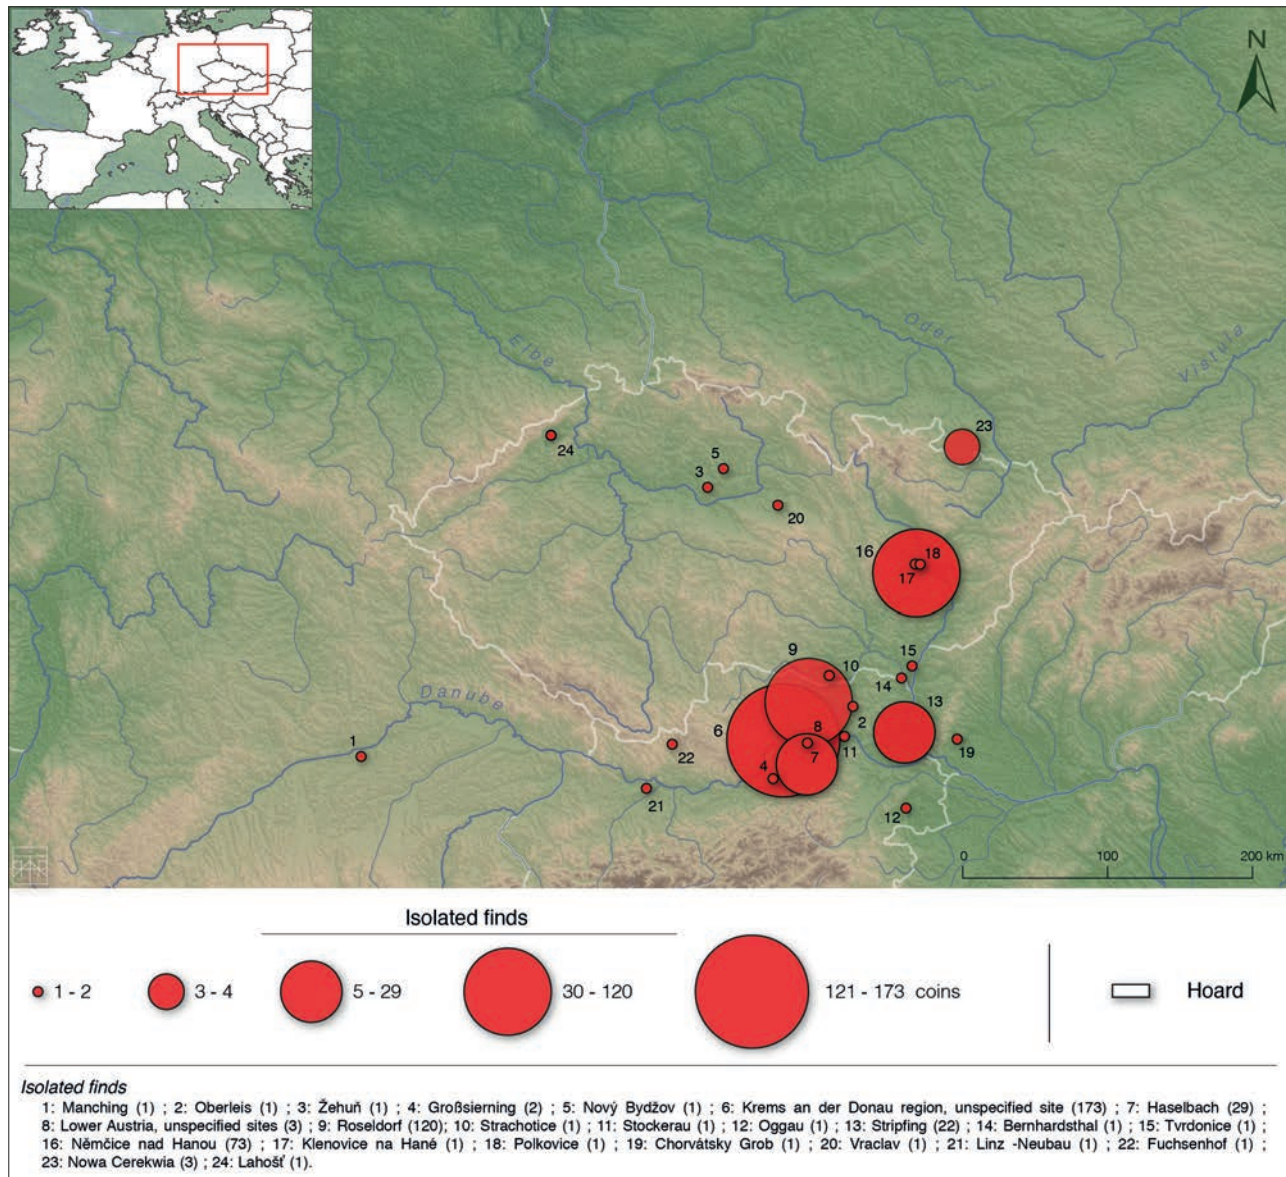 N
Oder
Vistula
Elbe
23
24
5
3
20
16
18
17
9
10
15
14
Danube
13
6
8
2
1
22
11
19
7
4
21
12
0 100 200 km
Isolated finds
1 - 2
3 - 4
5 - 29
30 - 120
121 - 173 coins
Hoard
Isolated finds
1: Manching (1) ; 2: Oberleis (1) ; 3: Žehuň (1) ; 4: Großsierning (2) ; 5: Nový Bydžov (1) ; 6: Krems an der Donau region, unspecified site (173) ; 7: Haselbach (29) ;
8: Lower Austria, unspecified sites (3) ; 9: Roseldorf (120); 10: Strachotice (1) ; 11: Stockerau (1) ; 12: Oggau (1) ; 13: Stripfing (22) ; 14: Bernhardsthal (1) ; 15: Tvrdonice (1) ;
16: Němčice nad Hanou (73) ; 17: Klenovice na Hané (1) ; 18: Polkovice (1) ; 19: Chorvátsky Grob (1) ; 20: Vraclav (1) ; 21: Linz -Neubau (1) ; 22: Fuchsenhof (1) ;
23: Nowa Cerekwia (3) ; 24: Lahošť (1).